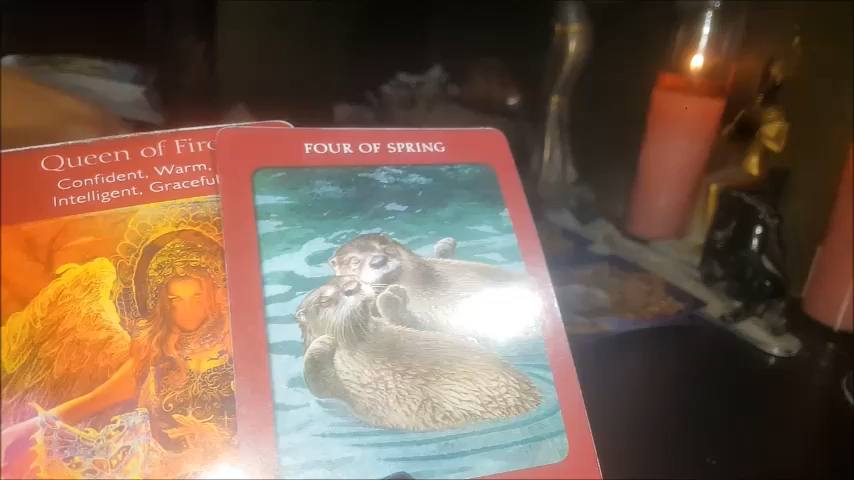 Queen of Fire
Confident, Warm,
Intelligent, Graceful
FOUR OF SPRING